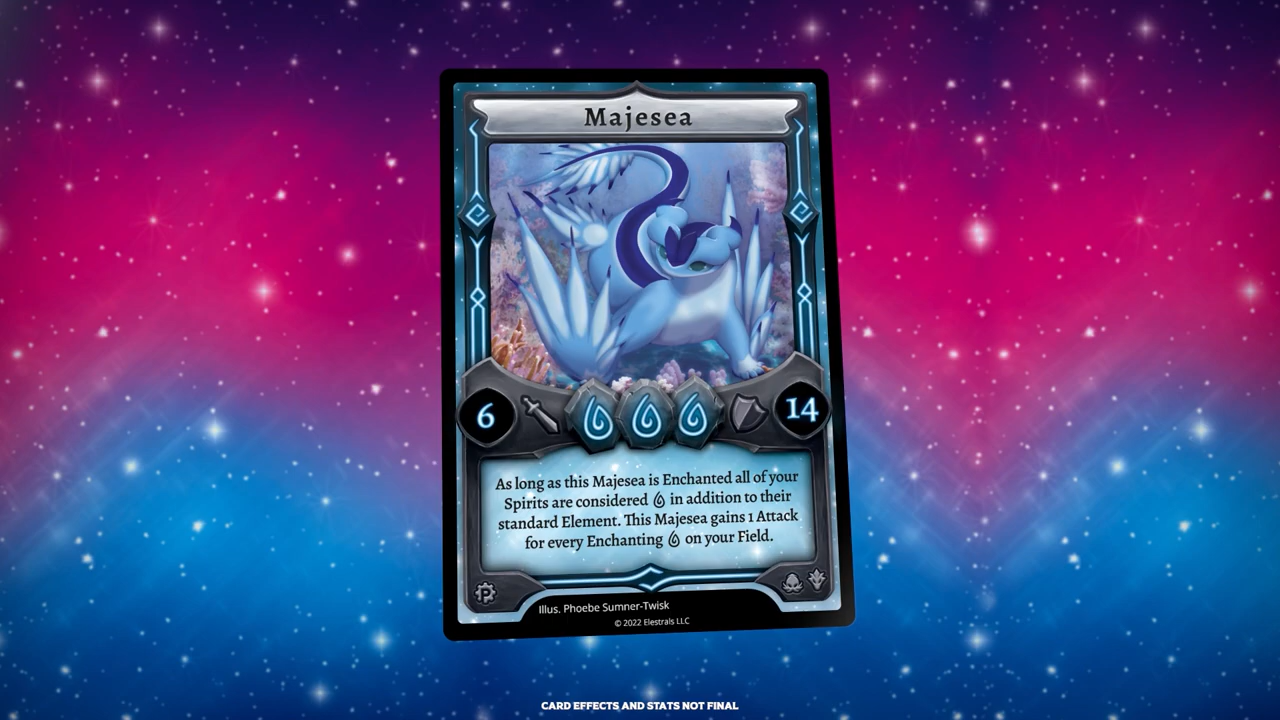 Majesea
6
14
As long as this Majesea is Enchanted all of your
Spirits are considered in addition to their
standard Element. This Majesea gains 1 Attack
for every Enchanting on your Field.
P
Illus. Phoebe Sumner-Twisk
© 2022 Elestrals LLC
CARD EFFECTS AND STATS NOT FINAL